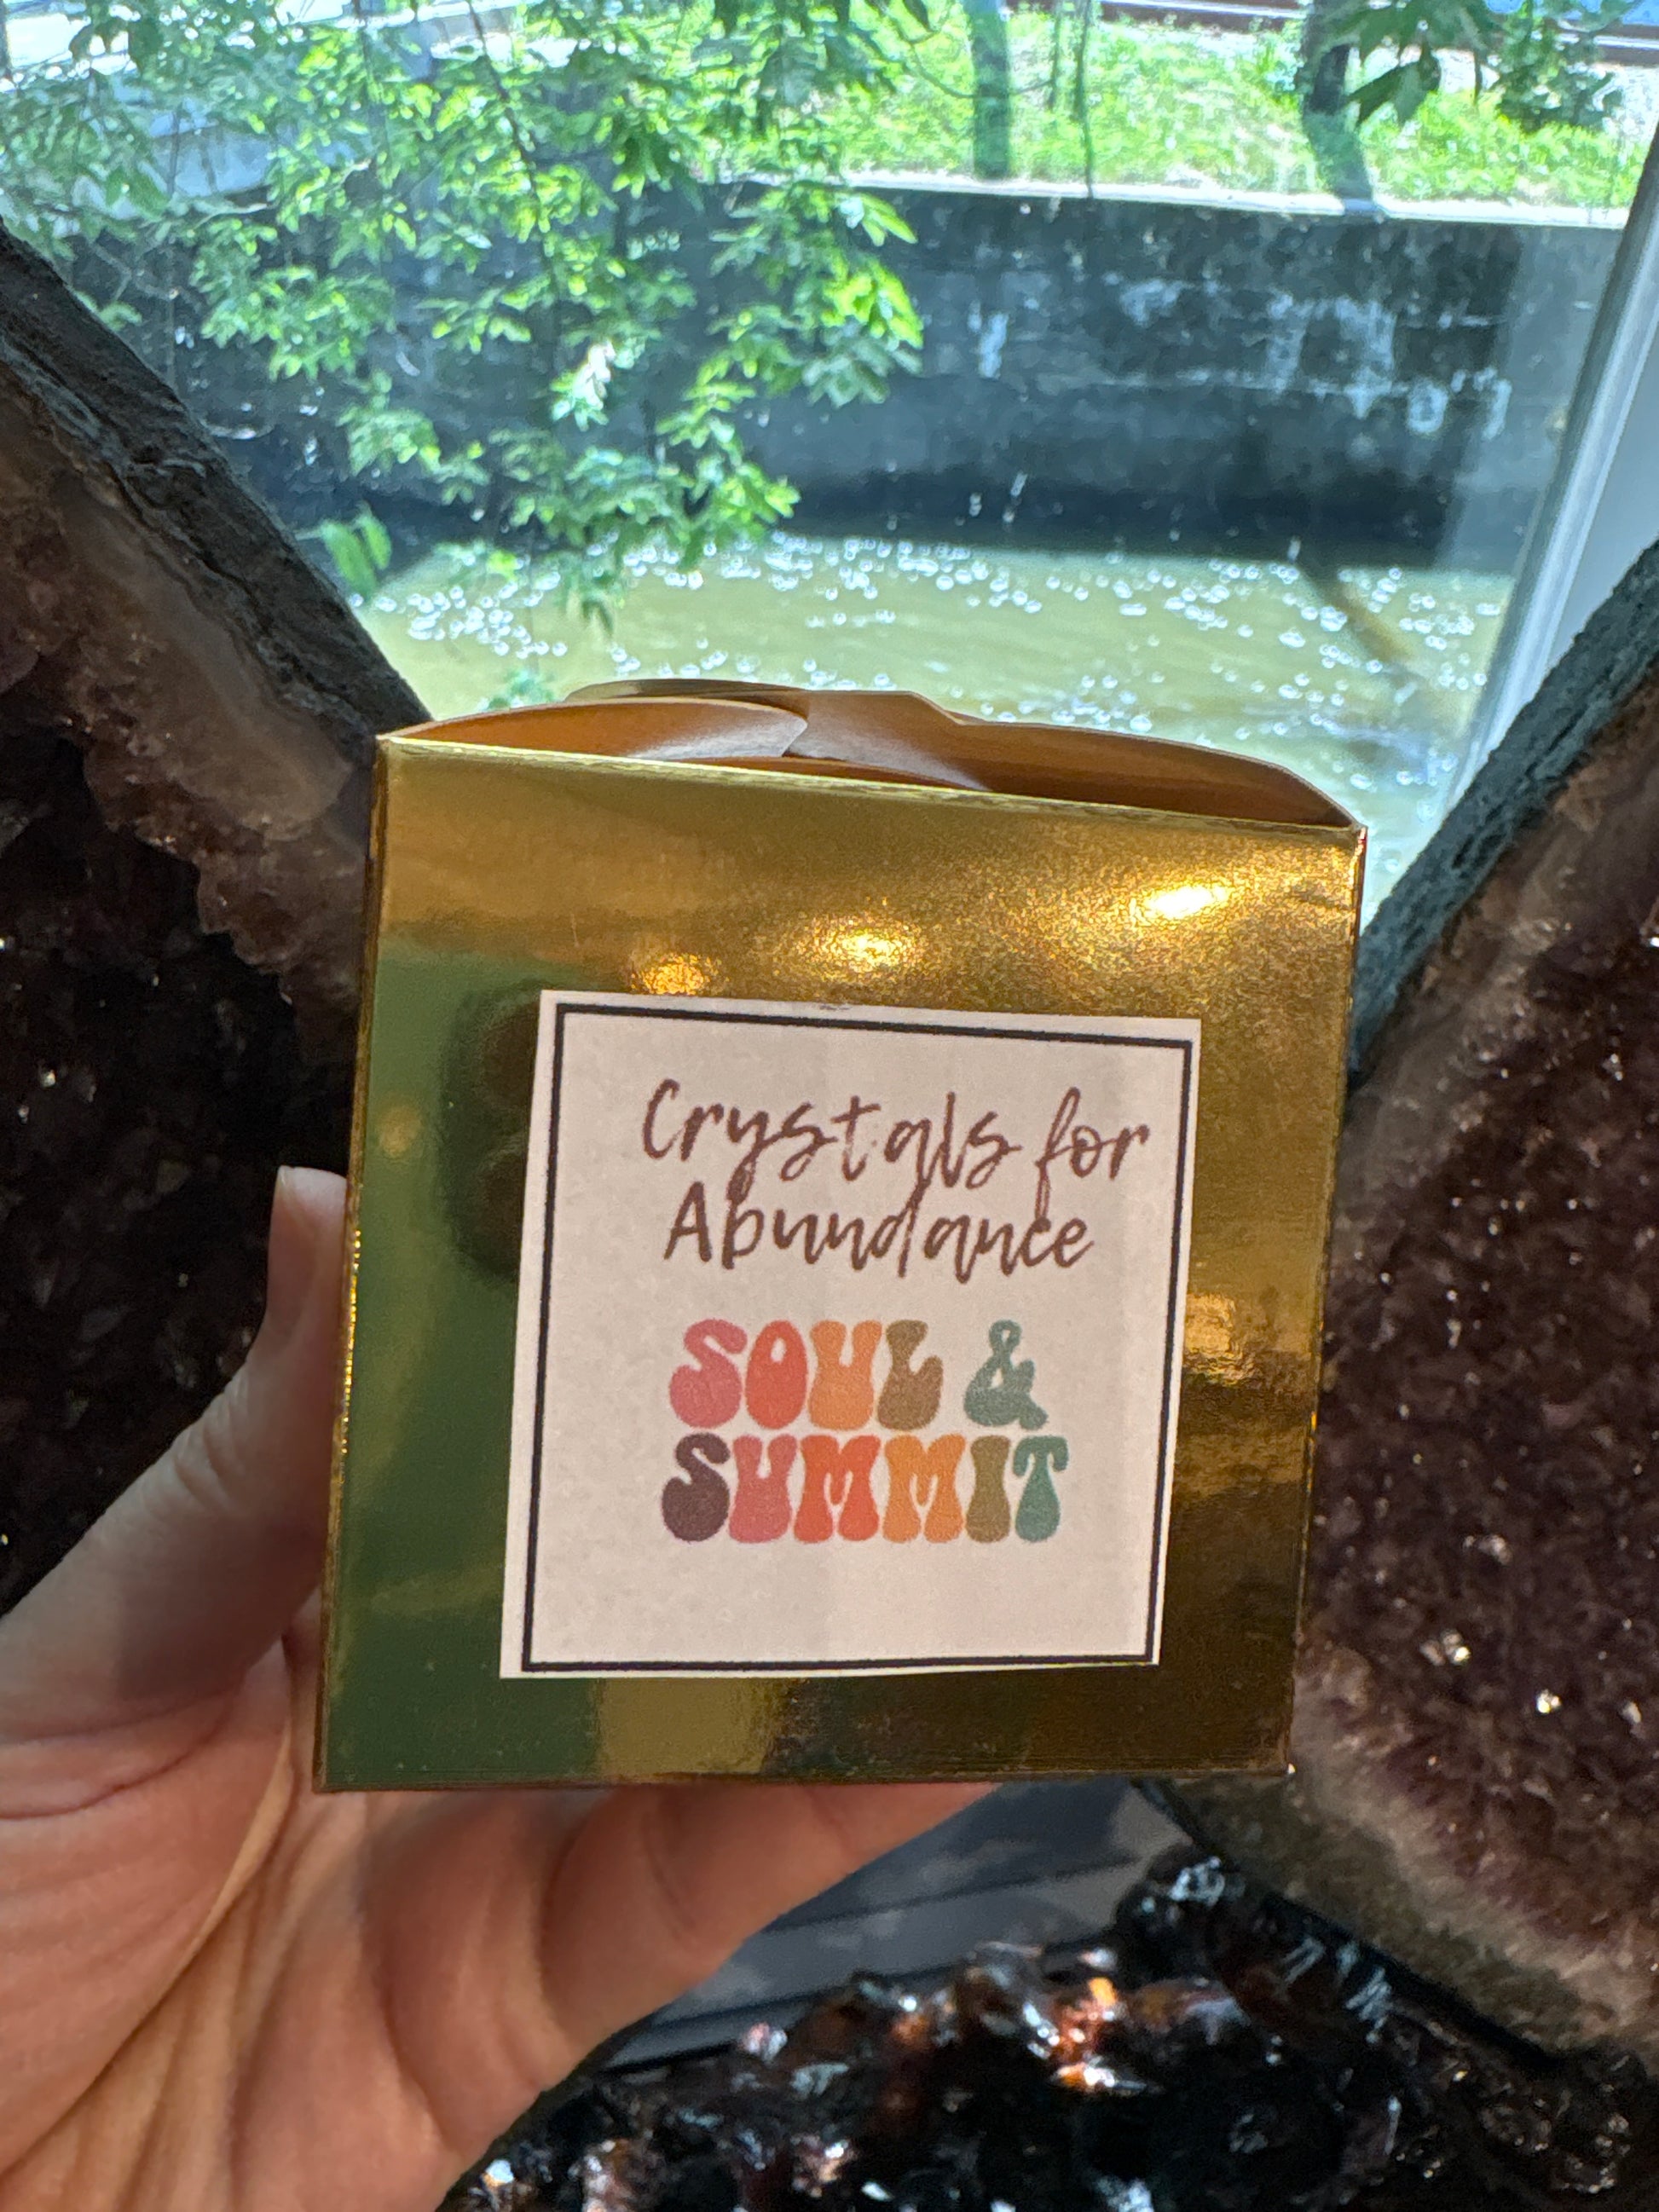 Crystals for
Abundance
SOUL &
SUMMIT